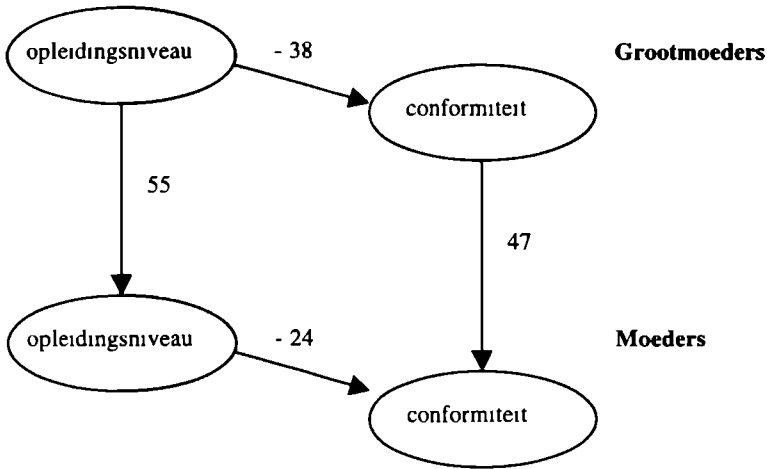 opleidingsniveau
- 38
Grootmoeders
conformiteit
55
47
opleidingsniveau
- 24
Moeders
conformiteit